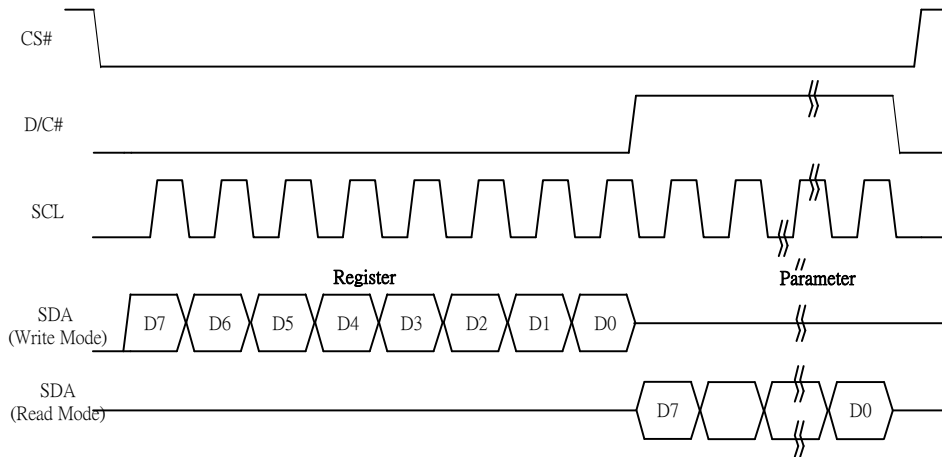 CS#
D/C#
SCL
Register
Parameter
SDA
(Write Mode)
D7 D6 D5 D4 D3 D2 D1 D0
SDA
(Read Mode)
D7 D0